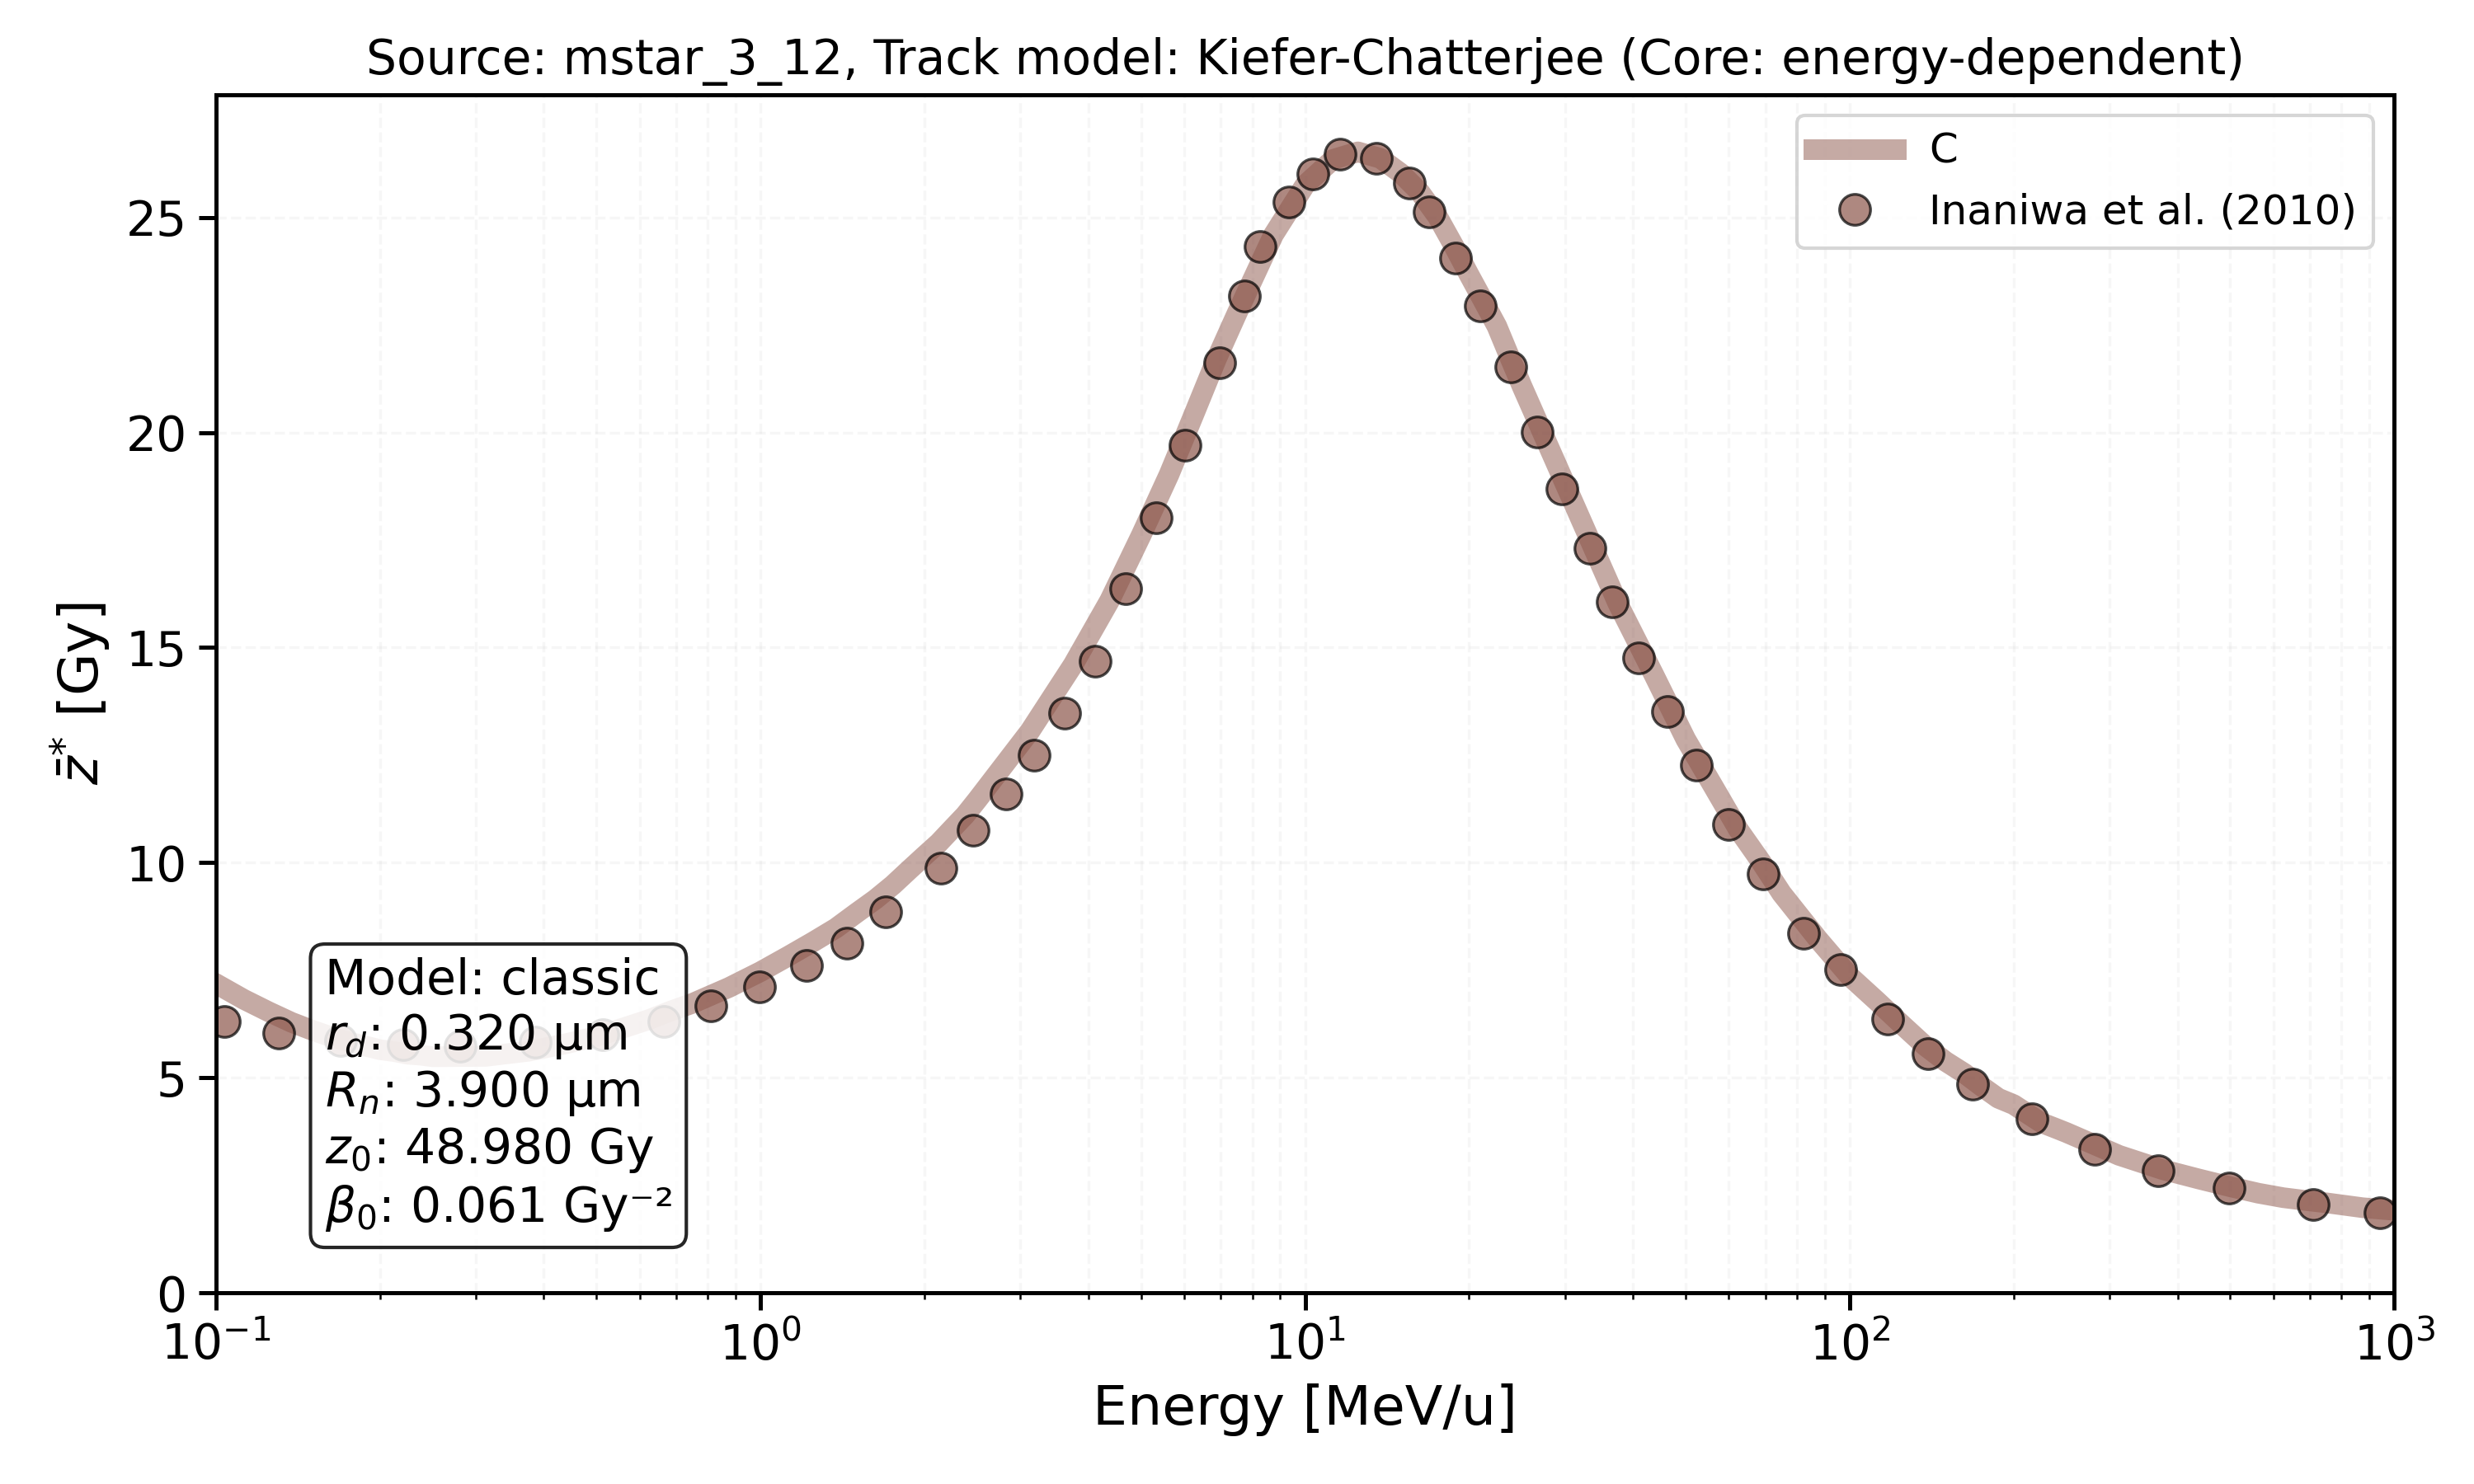 Source: mstar_3_12, Track model: Kiefer-Chatterjee (Core: energy-dependent)
C
Inaniwa et al. (2010)
z̄* [Gy]
25
20
15
10
5
0
Model: classic
r_d: 0.320 µm
R_n: 3.900 µm
z₀: 48.980 Gy
β₀: 0.061 Gy⁻²
10⁻¹
10⁰
10¹
10²
10³
Energy [MeV/u]